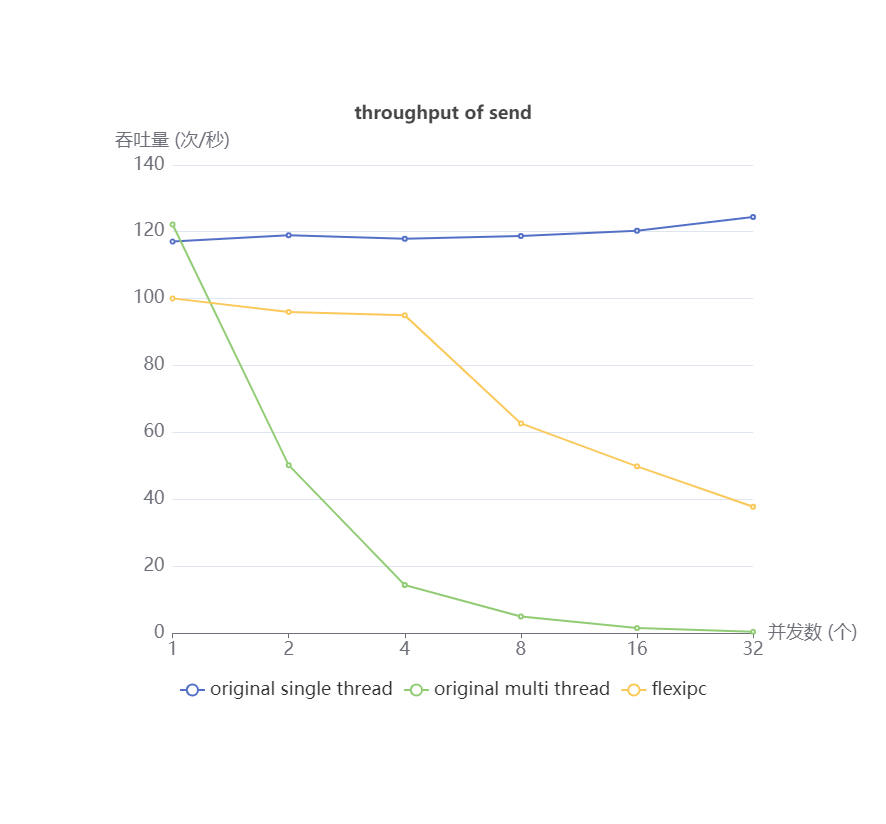 throughput of send
吞吐量 (次/秒)
140
120
100
80
60
40
20
0
1 2 4 8 16 32
并发数 (个)
original single thread original multi thread flexipc